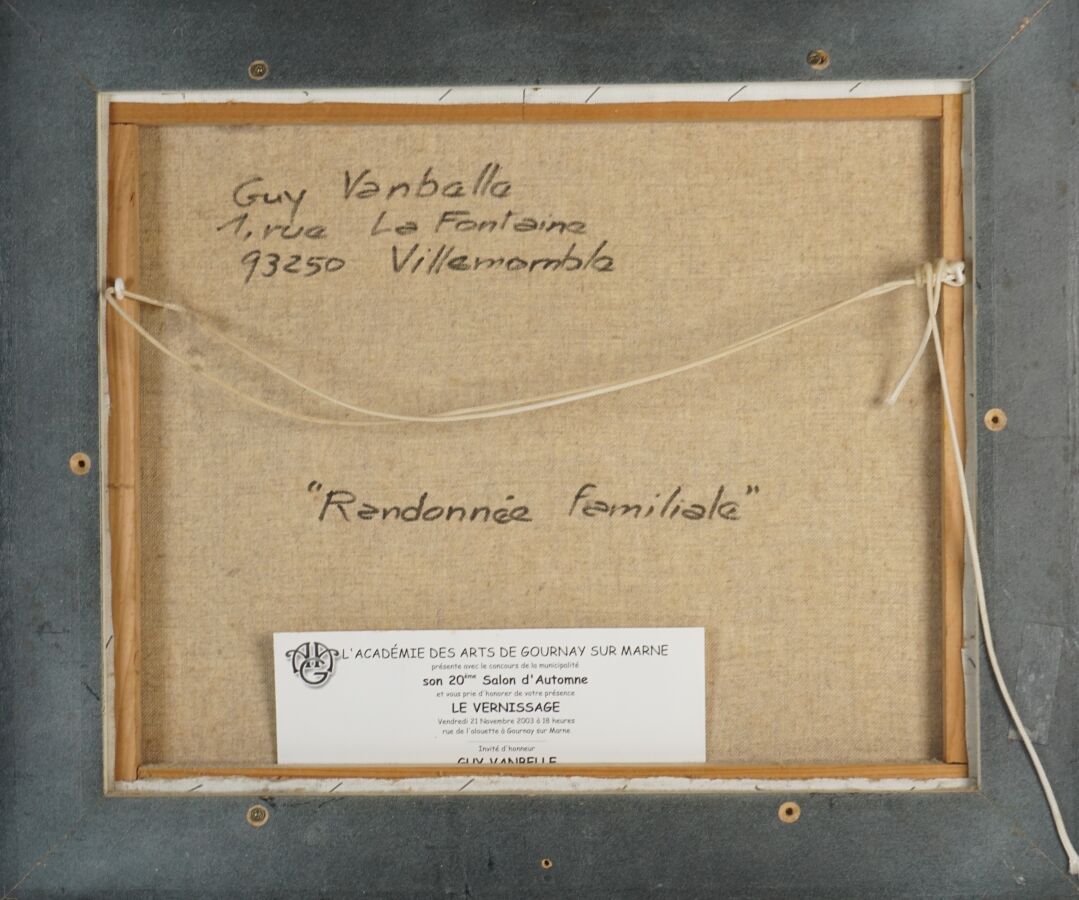 Guy Vanbelle
1, rue La Fontaine
93250 Villemomble
"Randonnée familiale"
L'ACADÉMIE DES ARTS DE GOURNAY SUR MARNE
présente avec le concours de la municipalité
son 20ème Salon d'Automne
et vous prie d'honorer de votre présence
LE VERNISSAGE
Vendredi 21 Novembre 2003 à 18 heures
rue de l'alouette à Gournay sur Marne
Invité d'honneur
GUY VANBELLE